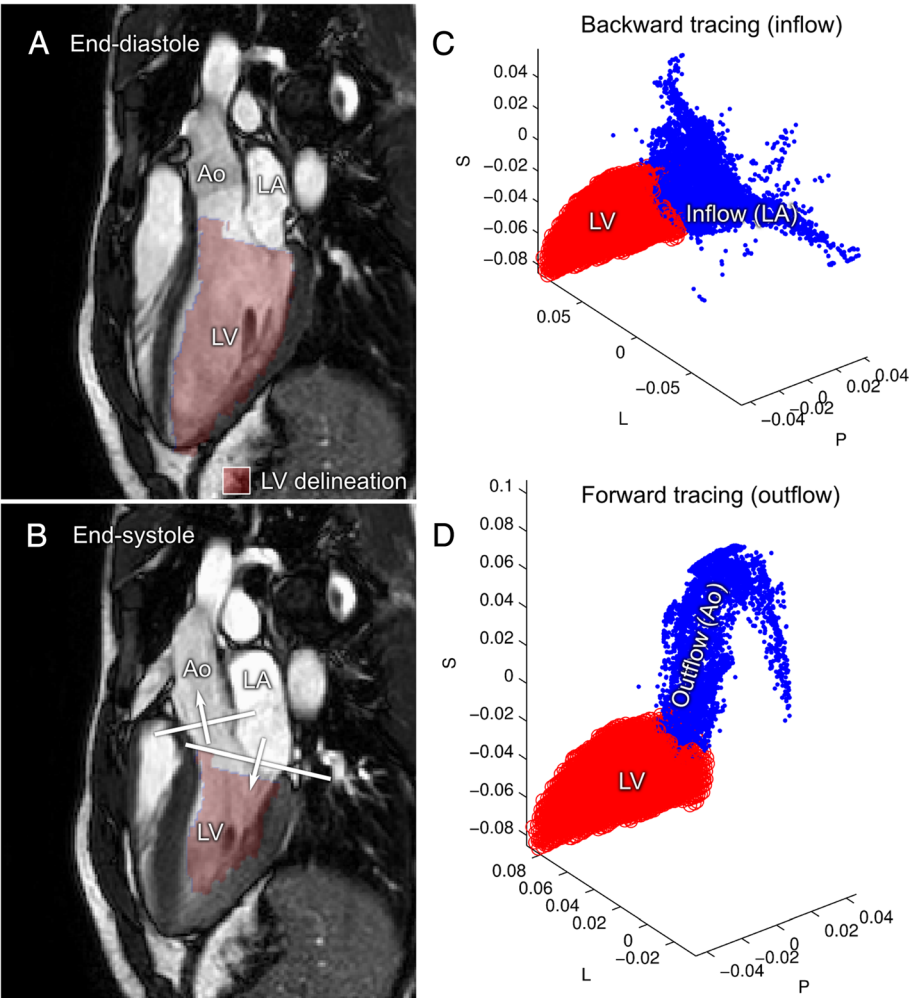 A End-diastole
Ao
LA
LV
LV delineation
B End-systole
Ao
LA
LV
C
Backward tracing (inflow)
0.04
0.02
0
−0.02
−0.04
−0.06
−0.08
S
LV
Inflow (LA)
0.05
0
−0.05
L
−0.04
−0.02
0
0.02
0.04
P
D
Forward tracing (outflow)
0.1
0.08
0.06
0.04
0.02
0
−0.02
−0.04
−0.06
−0.08
S
Outflow (Ao)
LV
0.08
0.06
0.04
0.02
0
−0.02
L
−0.04
−0.02
0
0.02
0.04
P